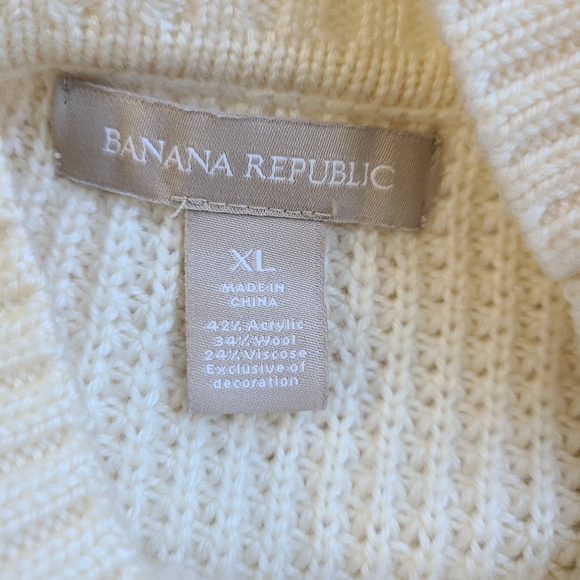 BANANA REPUBLIC
XL
MADE IN
CHINA
42% Acrylic
34% Wool
24% Viscose
Exclusive of
decoration